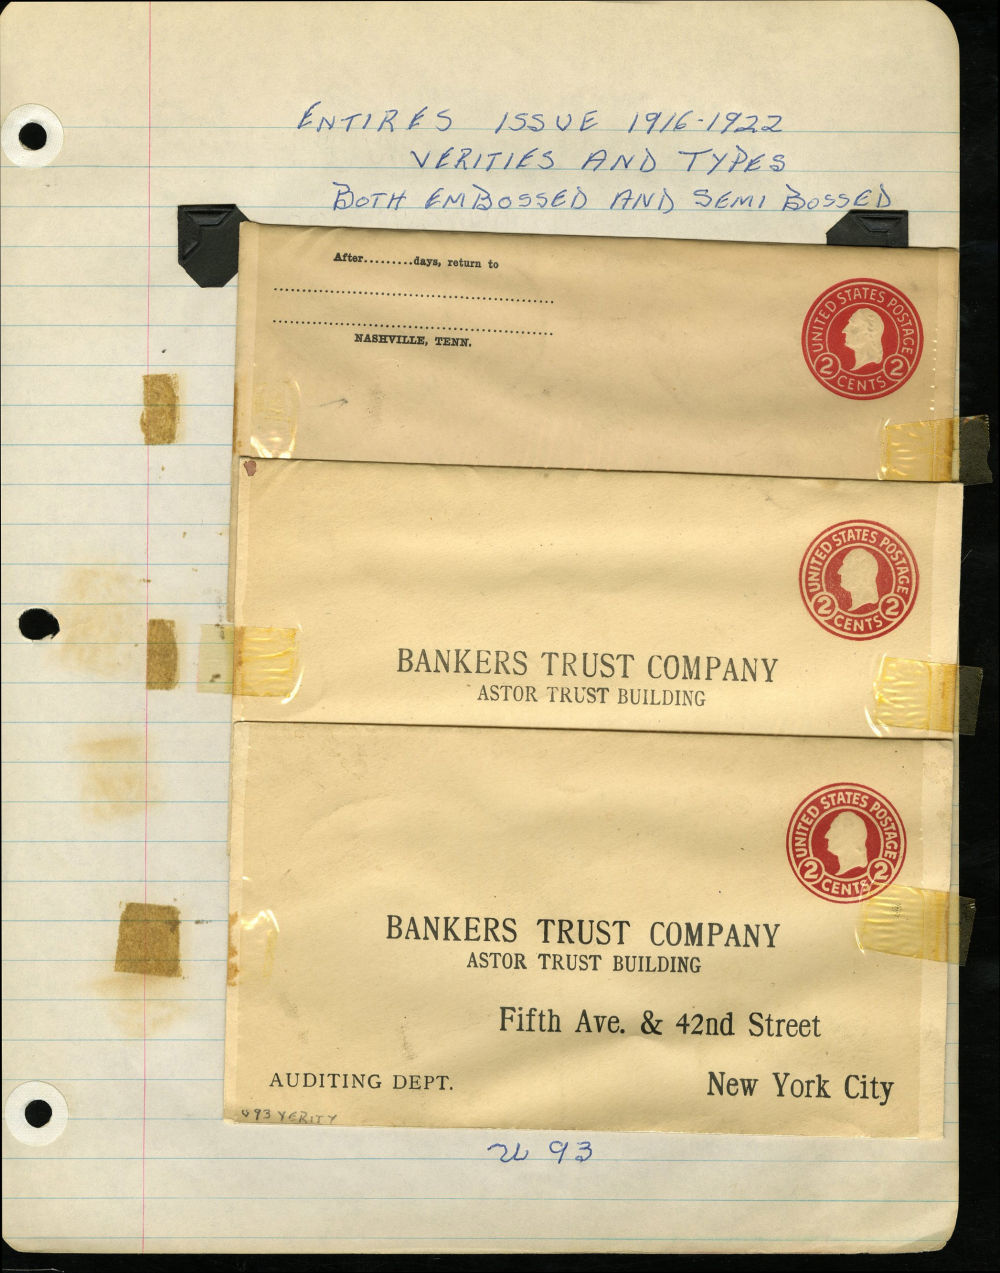 ENTIRES ISSUE 1916-1922
VERITIES AND TYPES
BOTH EMBOSSED AND SEMI BOSSED
After.........days, return to
NASHVILLE, TENN.
UNITED STATES POSTAGE
2 CENTS 2
UNITED STATES POSTAGE
2 CENTS 2
BANKERS TRUST COMPANY
ASTOR TRUST BUILDING
UNITED STATES POSTAGE
2 CENTS 2
BANKERS TRUST COMPANY
ASTOR TRUST BUILDING
Fifth Ave. & 42nd Street
AUDITING DEPT.
New York City
U93 VERITY
U 93